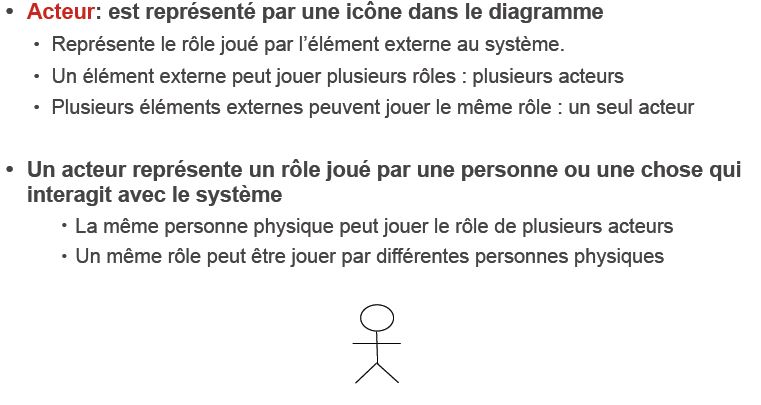 • Acteur: est représenté par une icône dans le diagramme
• Représente le rôle joué par l'élément externe au système.
• Un élément externe peut jouer plusieurs rôles : plusieurs acteurs
• Plusieurs éléments externes peuvent jouer le même rôle : un seul acteur
• Un acteur représente un rôle joué par une personne ou une chose qui
interagit avec le système
• La même personne physique peut jouer le rôle de plusieurs acteurs
• Un même rôle peut être jouer par différentes personnes physiques